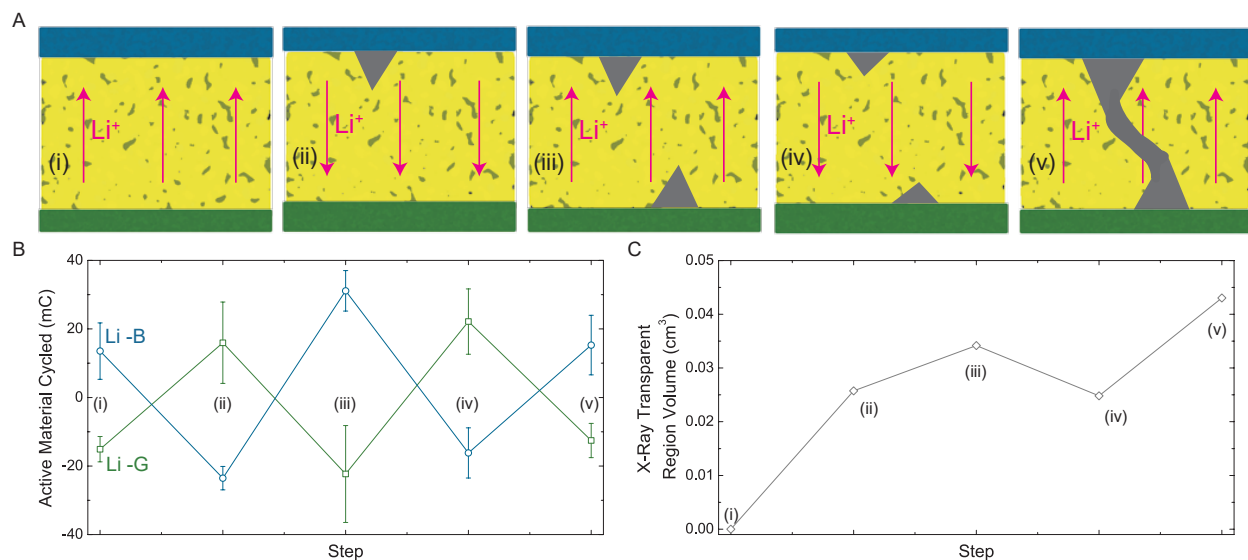 A
Li⁺
(i)
Li⁺
(ii)
Li⁺
(iii)
Li⁺
(iv)
Li⁺
(v)
B
Active Material Cycled (mC)
40
20
0
-20
-40
Li -B
Li -G
(i)
(ii)
(iii)
(iv)
(v)
Step
C
X-Ray Transparent
Region Volume (cm³)
0.05
0.04
0.03
0.02
0.01
0.00
(i)
(ii)
(iii)
(iv)
(v)
Step